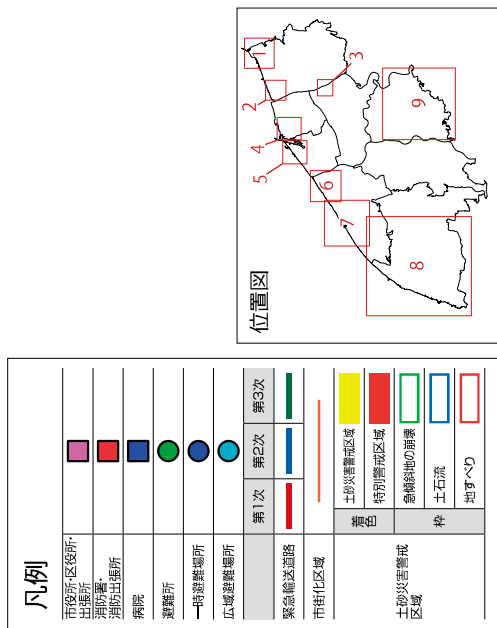 凡例
市役所・区役所・
出張所
消防署・
消防出張所
病院
避難所
一時避難場所
広域避難場所
第1次 第2次 第3次
緊急輸送道路
市街化区域
土砂災害警戒
区域
着色
土砂災害警戒区域
特別警戒区域
枠
急傾斜地の崩壊
土石流
地すべり
位置図
1
2
3
4
5
6
7
8
9